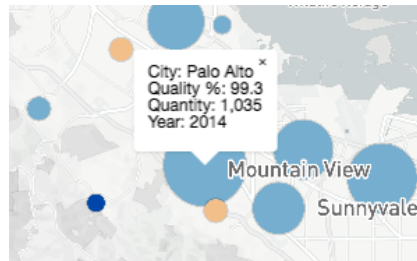 City: Palo Alto ×
Quality %: 99.3
Quantity: 1,035
Year: 2014
Mountain View
Sunnyvale